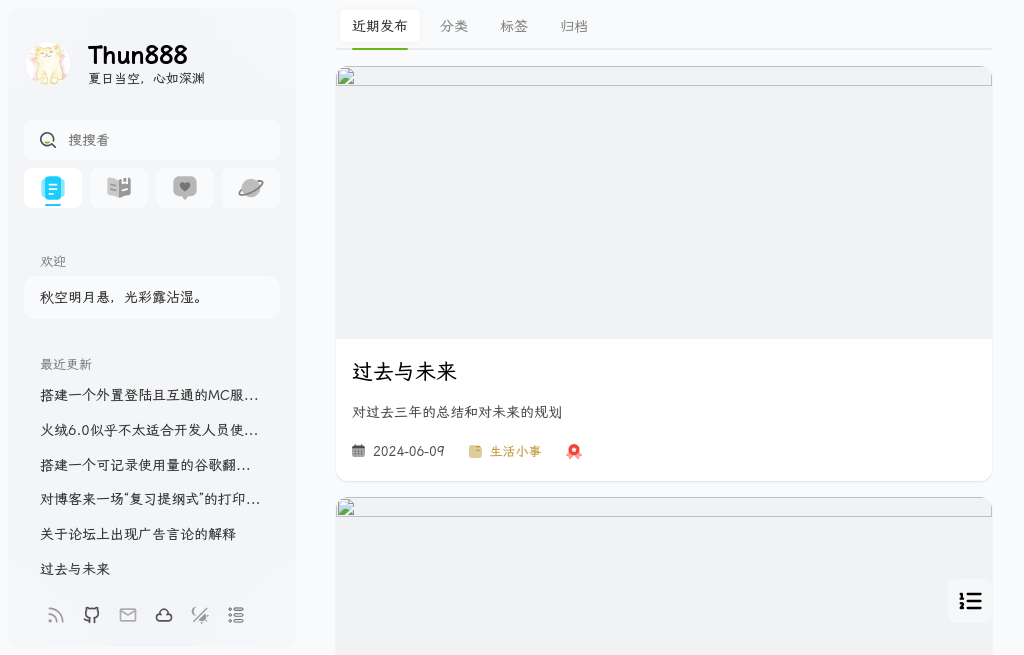 Thun888
夏日当空，心如深渊
搜搜看
欢迎
秋空明月悬，光彩露沾湿。
最近更新
搭建一个外置登陆且互通的MC服...
火绒6.0似乎不太适合开发人员使...
搭建一个可记录使用量的谷歌翻...
对博客来一场“复习提纲式”的打印...
关于论坛上出现广告言论的解释
过去与未来
近期发布 分类 标签 归档
过去与未来
对过去三年的总结和对未来的规划
2024-06-09 生活小事